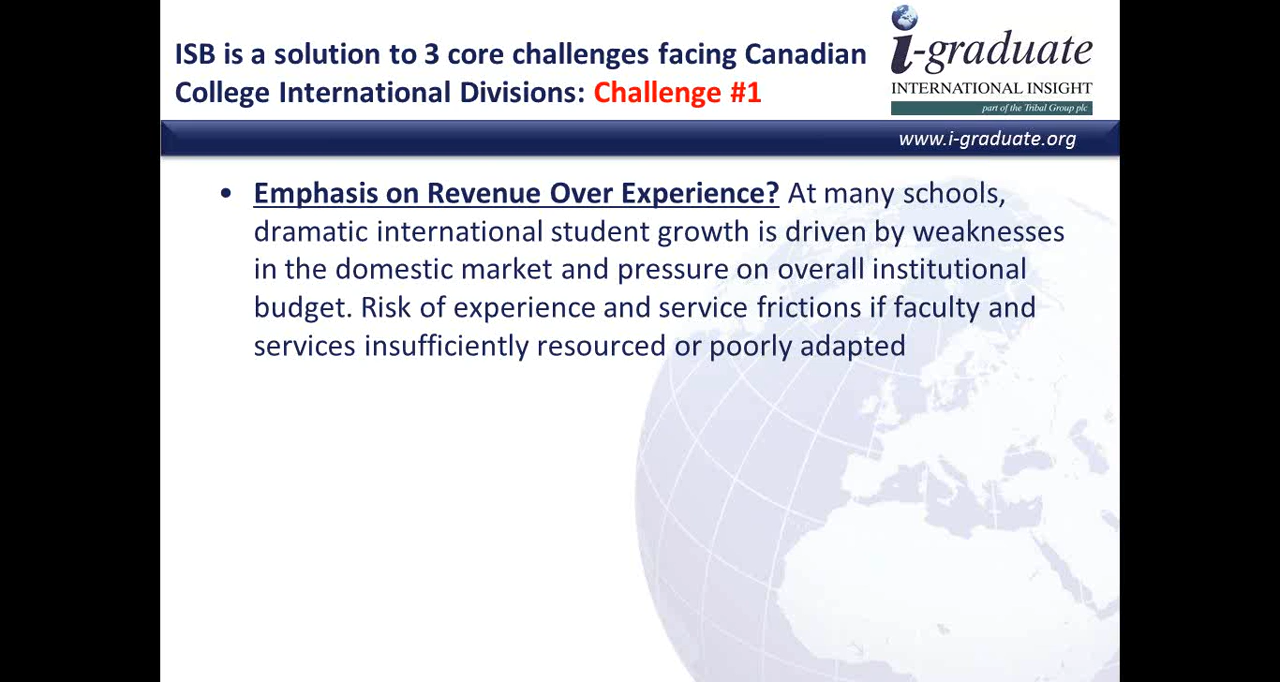 ISB is a solution to 3 core challenges facing Canadian
College International Divisions: Challenge #1
i-graduate
INTERNATIONAL INSIGHT
part of the Tribal Group plc
www.i-graduate.org
• Emphasis on Revenue Over Experience? At many schools,
dramatic international student growth is driven by weaknesses
in the domestic market and pressure on overall institutional
budget. Risk of experience and service frictions if faculty and
services insufficiently resourced or poorly adapted